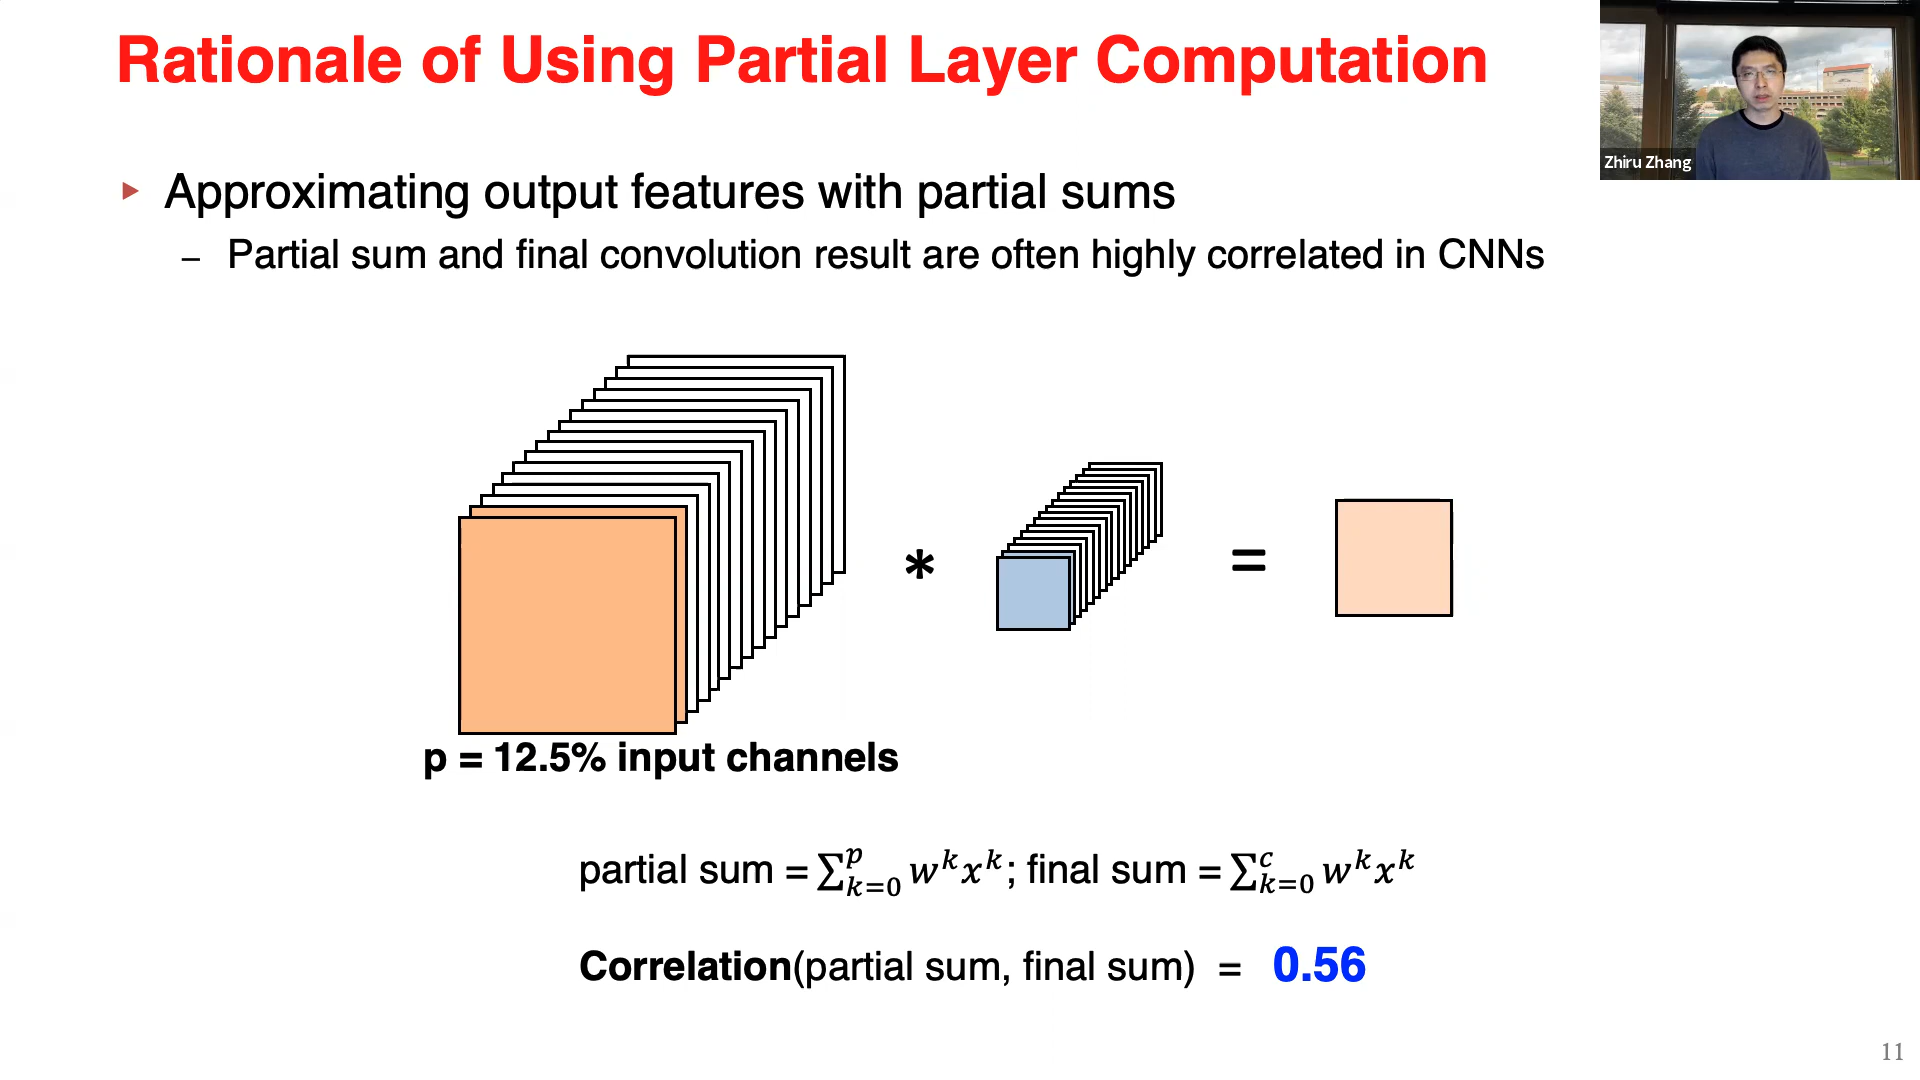 Rationale of Using Partial Layer Computation
Zhiru Zhang
▸ Approximating output features with partial sums
– Partial sum and final convolution result are often highly correlated in CNNs
* =
p = 12.5% input channels
partial sum = ∑_{k=0}^{p} w^k x^k; final sum = ∑_{k=0}^{c} w^k x^k
Correlation(partial sum, final sum) = 0.56
11